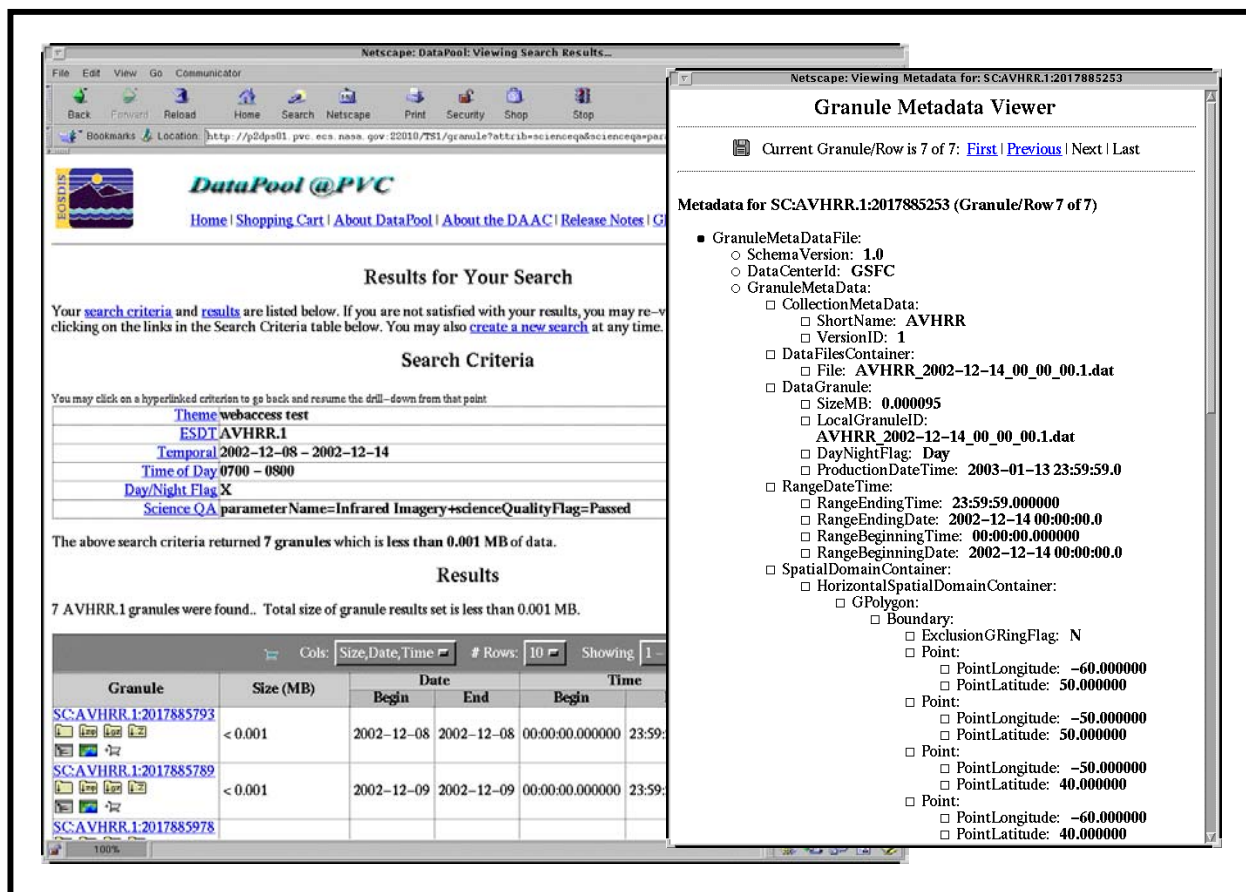 Netscape: DataPool: Viewing Search Results...
File Edit View Go Communicator
Back Forward Reload Home Search Netscape Print Security Shop Stop
Bookmarks Location: http://p2dps01.pvc.ecs.nasa.gov:22010/TS1/granule?attrib=scienceqa&scienceqa=par
EOSDIS
DataPool @PVC
Home | Shopping Cart | About DataPool | About the DAAC | Release Notes | Gl
Results for Your Search
Your search criteria and results are listed below. If you are not satisfied with your results, you may re-v
clicking on the links in the Search Criteria table below. You may also create a new search at any time.
Search Criteria
You may click on a hyperlinked criterion to go back and resume the drill-down from that point
Theme webaccess test
ESDT AVHRR.1
Temporal 2002-12-08 - 2002-12-14
Time of Day 0700 - 0800
Day/Night Flag X
Science QA parameterName=Infrared Imagery+scienceQualityFlag=Passed
The above search criteria returned 7 granules which is less than 0.001 MB of data.
Results
7 AVHRR.1 granules were found.. Total size of granule results set is less than 0.001 MB.
Cols: Size,Date,Time # Rows: 10 Showing 1 -
Granule Size (MB) Date Time
Begin End Begin
SC:AVHRR.1:2017885793
< 0.001 2002-12-08 2002-12-08 00:00:00.000000 23:59:
SC:AVHRR.1:2017885789
< 0.001 2002-12-09 2002-12-09 00:00:00.000000 23:59:
SC:AVHRR.1:2017885978
100%
Netscape: Viewing Metadata for: SC:AVHRR.1:2017885253
Granule Metadata Viewer
Current Granule/Row is 7 of 7: First | Previous | Next | Last
Metadata for SC:AVHRR.1:2017885253 (Granule/Row 7 of 7)
GranuleMetaDataFile:
SchemaVersion: 1.0
DataCenterId: GSFC
GranuleMetaData:
CollectionMetaData:
ShortName: AVHRR
VersionID: 1
DataFilesContainer:
File: AVHRR_2002-12-14_00_00_00.1.dat
DataGranule:
SizeMB: 0.000095
LocalGranuleID:
AVHRR_2002-12-14_00_00_00.1.dat
DayNightFlag: Day
ProductionDateTime: 2003-01-13 23:59:59.0
RangeDateTime:
RangeEndingTime: 23:59:59.000000
RangeEndingDate: 2002-12-14 00:00:00.0
RangeBeginningTime: 00:00:00.000000
RangeBeginningDate: 2002-12-14 00:00:00.0
SpatialDomainContainer:
HorizontalSpatialDomainContainer:
GPolygon:
Boundary:
ExclusionGRingFlag: N
Point:
PointLongitude: -60.000000
PointLatitude: 50.000000
Point:
PointLongitude: -50.000000
PointLatitude: 50.000000
Point:
PointLongitude: -50.000000
PointLatitude: 40.000000
Point:
PointLongitude: -60.000000
PointLatitude: 40.000000